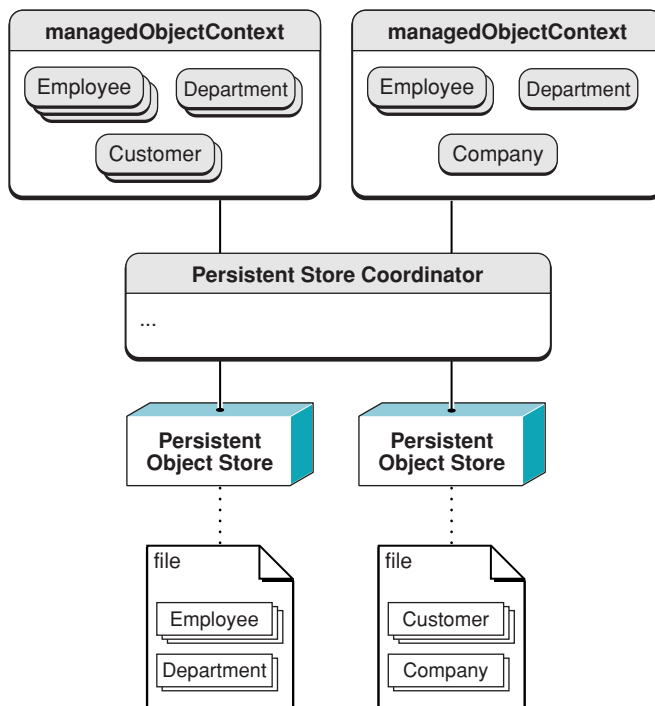 managedObjectContext
Employee
Department
Customer
managedObjectContext
Employee
Department
Company
Persistent Store Coordinator
...
Persistent
Object Store
Persistent
Object Store
file
Employee
Department
file
Customer
Company